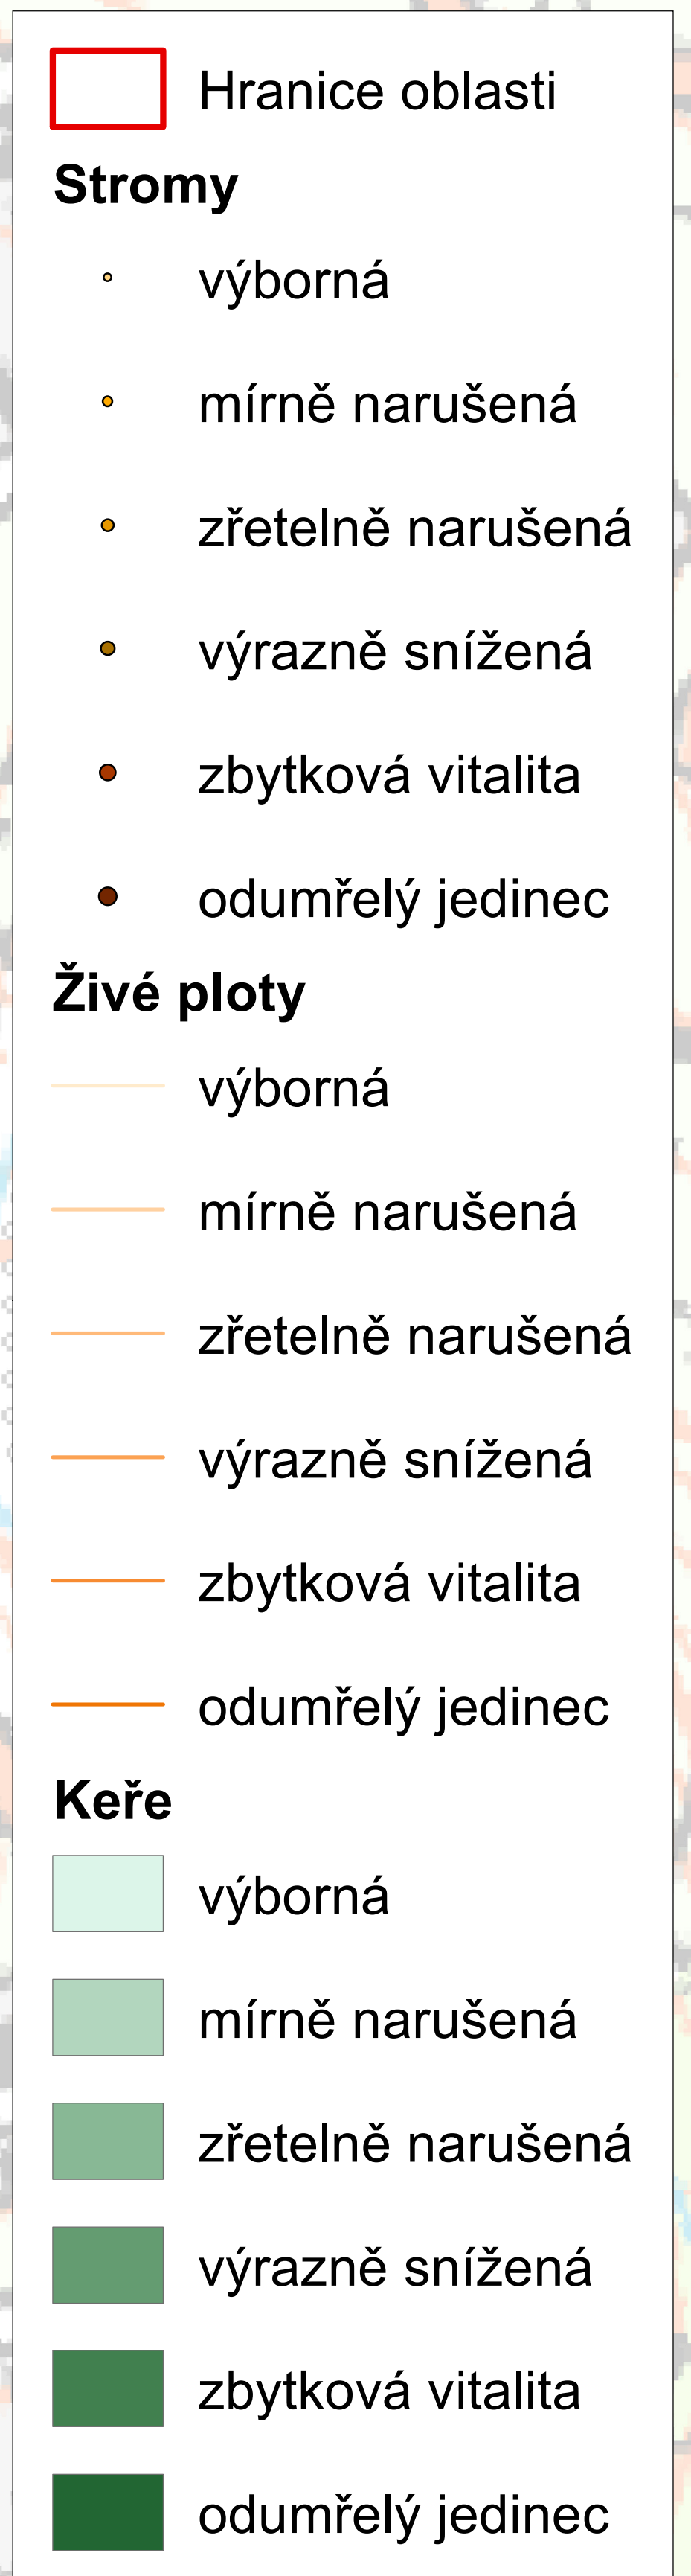 Hranice oblasti
Stromy
výborná
mírně narušená
zřetelně narušená
výrazně snížená
zbytková vitalita
odumřelý jedinec
Živé ploty
výborná
mírně narušená
zřetelně narušená
výrazně snížená
zbytková vitalita
odumřelý jedinec
Keře
výborná
mírně narušená
zřetelně narušená
výrazně snížená
zbytková vitalita
odumřelý jedinec